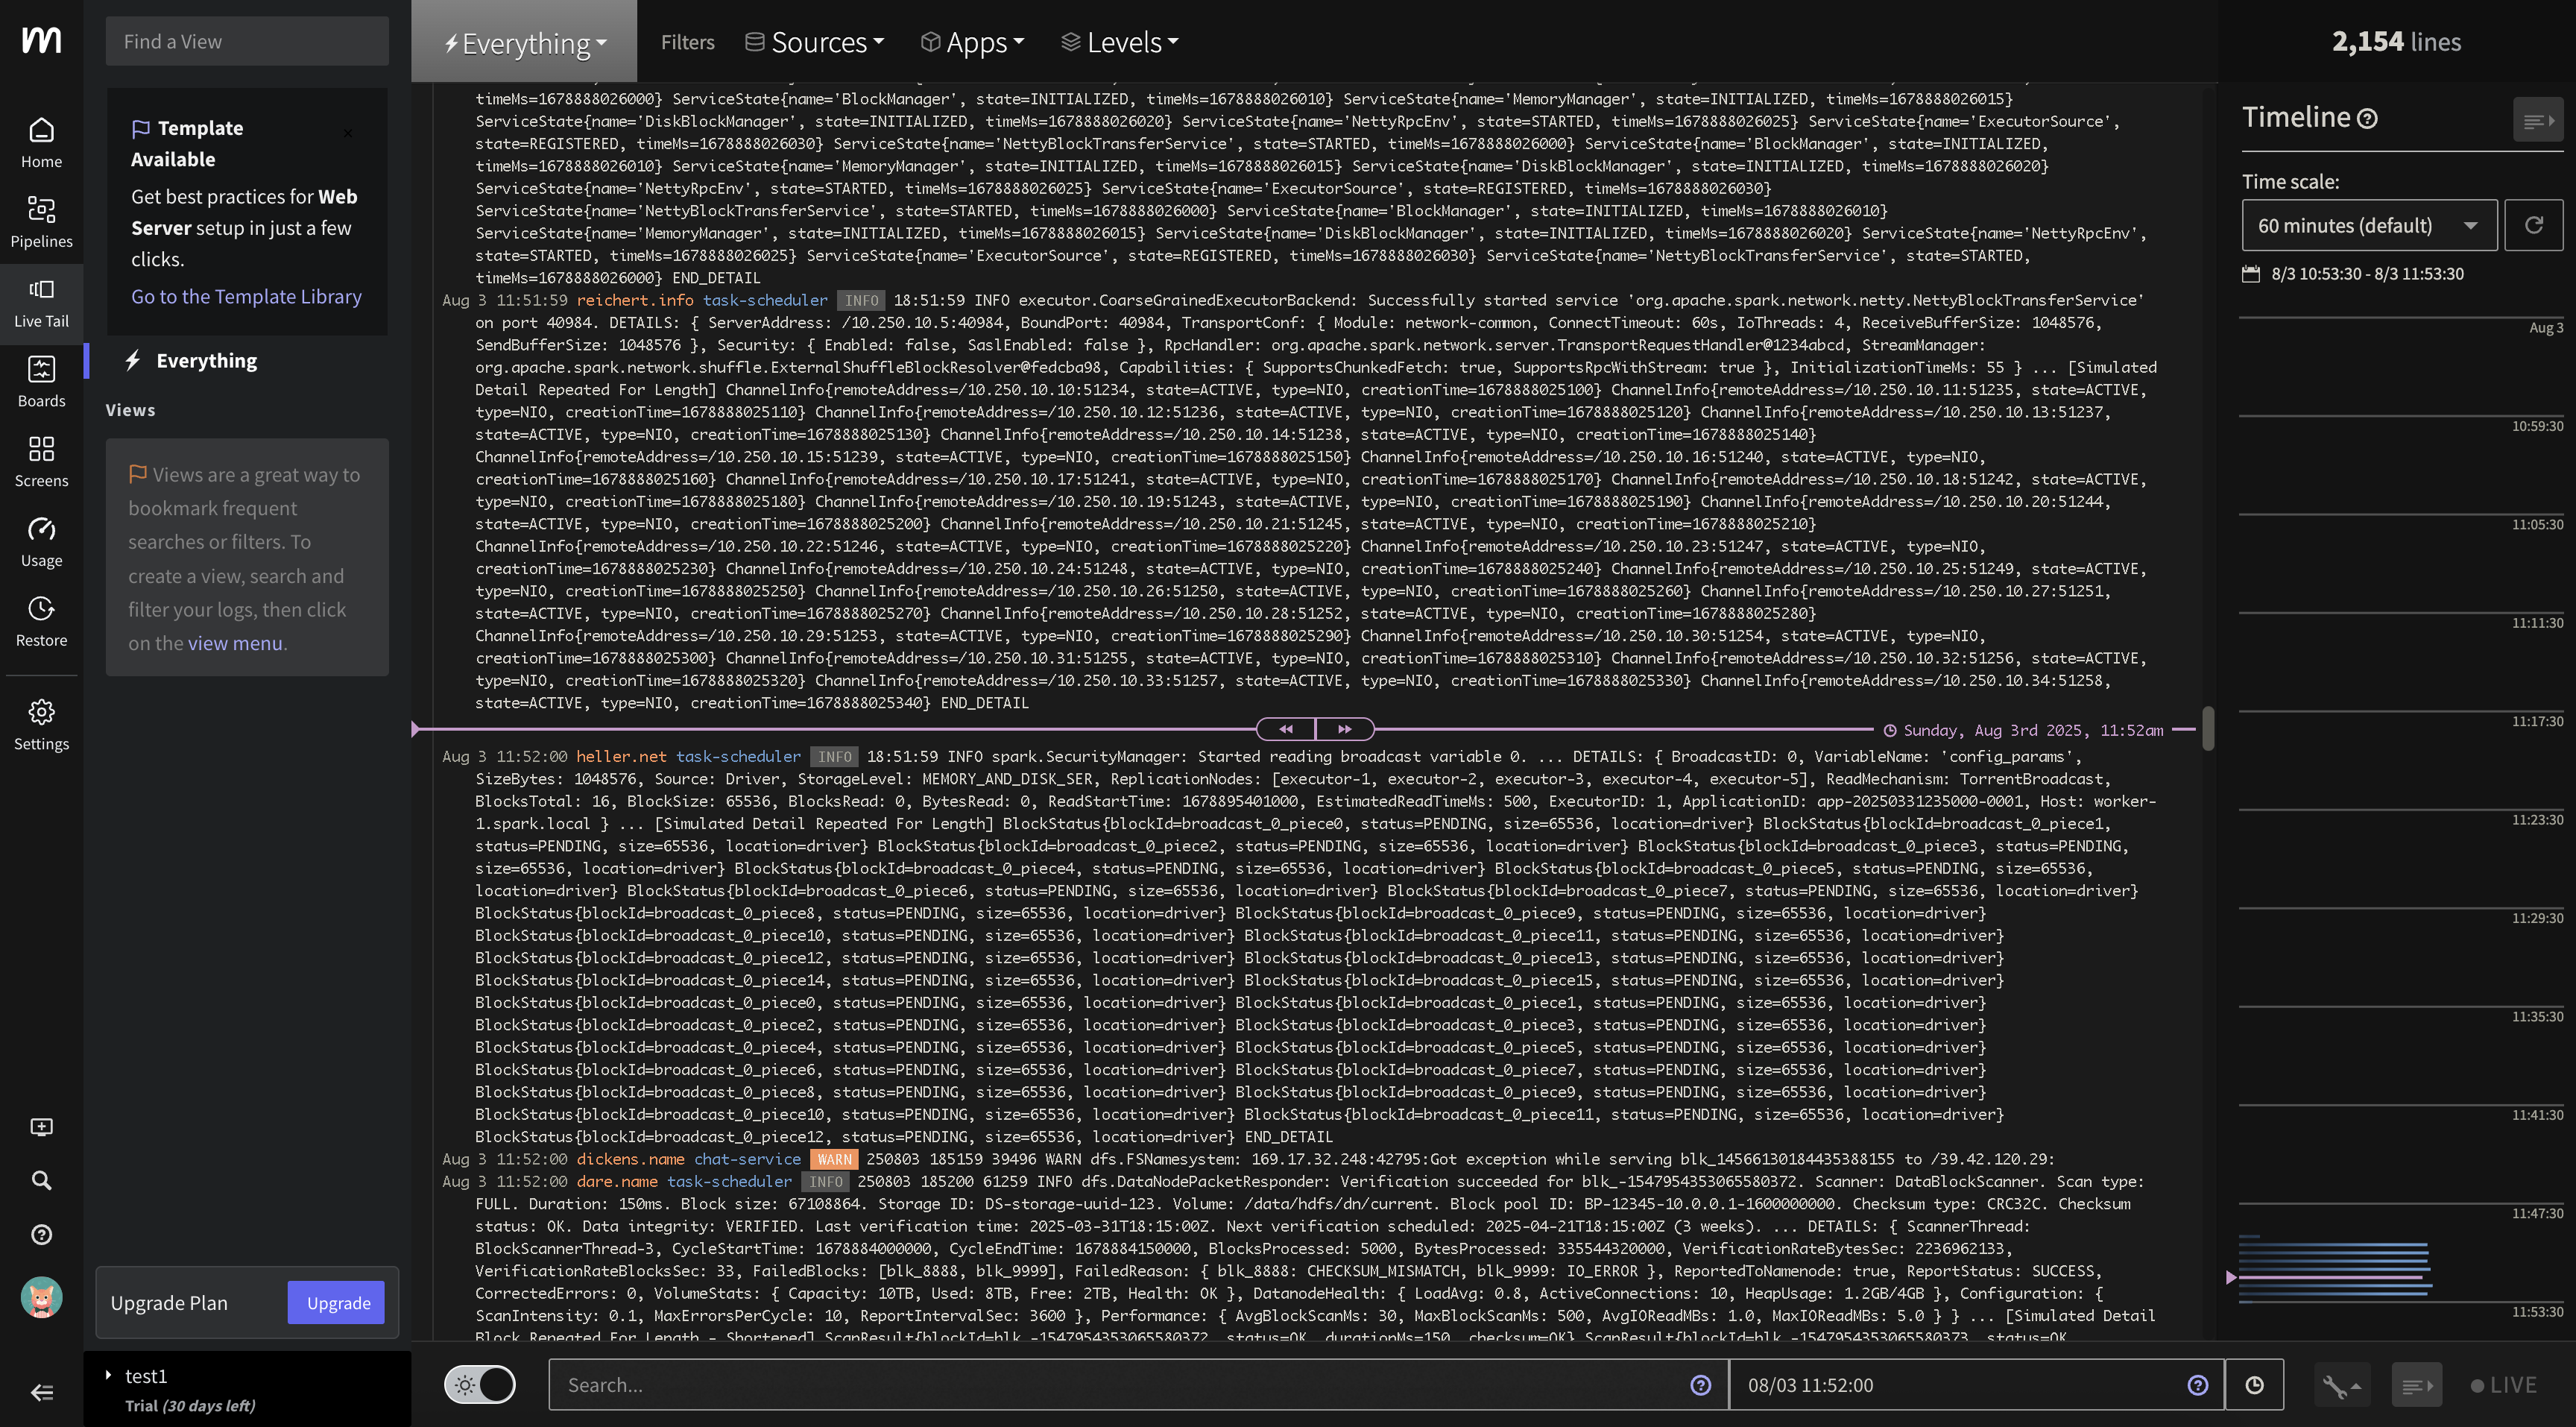 m
Home
Pipelines
Live Tail
Boards
Screens
Usage
Restore
Settings
Find a View
Template
Available
Get best practices for Web
Server setup in just a few
clicks.
Go to the Template Library
Everything
Views
Views are a great way to
bookmark frequent
searches or filters. To
create a view, search and
filter your logs, then click
on the view menu.
Upgrade Plan Upgrade
test1
Trial (30 days left)
Everything Filters Sources Apps Levels
timeMs=1678888026000} ServiceState{name='BlockManager', state=INITIALIZED, timeMs=1678888026010} ServiceState{name='MemoryManager', state=INITIALIZED, timeMs=1678888026015}
ServiceState{name='DiskBlockManager', state=INITIALIZED, timeMs=1678888026020} ServiceState{name='NettyRpcEnv', state=STARTED, timeMs=1678888026025} ServiceState{name='ExecutorSource',
state=REGISTERED, timeMs=1678888026030} ServiceState{name='NettyBlockTransferService', state=STARTED, timeMs=1678888026000} ServiceState{name='BlockManager', state=INITIALIZED,
timeMs=1678888026010} ServiceState{name='MemoryManager', state=INITIALIZED, timeMs=1678888026015} ServiceState{name='DiskBlockManager', state=INITIALIZED, timeMs=1678888026020}
ServiceState{name='NettyRpcEnv', state=STARTED, timeMs=1678888026025} ServiceState{name='ExecutorSource', state=REGISTERED, timeMs=1678888026030}
ServiceState{name='NettyBlockTransferService', state=STARTED, timeMs=1678888026000} ServiceState{name='BlockManager', state=INITIALIZED, timeMs=1678888026010}
ServiceState{name='MemoryManager', state=INITIALIZED, timeMs=1678888026015} ServiceState{name='DiskBlockManager', state=INITIALIZED, timeMs=1678888026020} ServiceState{name='NettyRpcEnv',
state=STARTED, timeMs=1678888026025} ServiceState{name='ExecutorSource', state=REGISTERED, timeMs=1678888026030} ServiceState{name='NettyBlockTransferService', state=STARTED,
timeMs=1678888026000} END_DETAIL
Aug 3 11:51:59 reichert.info task-scheduler INFO 18:51:59 INFO executor.CoarseGrainedExecutorBackend: Successfully started service 'org.apache.spark.network.netty.NettyBlockTransferService'
on port 40984. DETAILS: { ServerAddress: /10.250.10.5:40984, BoundPort: 40984, TransportConf: { Module: network-common, ConnectTimeout: 60s, IoThreads: 4, ReceiveBufferSize: 1048576,
SendBufferSize: 1048576 }, Security: { Enabled: false, SaslEnabled: false }, RpcHandler: org.apache.spark.network.server.TransportRequestHandler@1234abcd, StreamManager:
org.apache.spark.network.shuffle.ExternalShuffleBlockResolver@fedcba98, Capabilities: { SupportsChunkedFetch: true, SupportsRpcWithStream: true }, InitializationTimeMs: 55 } ... [Simulated
Detail Repeated For Length] ChannelInfo{remoteAddress=/10.250.10.10:51234, state=ACTIVE, type=NIO, creationTime=1678888025100} ChannelInfo{remoteAddress=/10.250.10.11:51235, state=ACTIVE,
type=NIO, creationTime=1678888025110} ChannelInfo{remoteAddress=/10.250.10.12:51236, state=ACTIVE, type=NIO, creationTime=1678888025120} ChannelInfo{remoteAddress=/10.250.10.13:51237,
state=ACTIVE, type=NIO, creationTime=1678888025130} ChannelInfo{remoteAddress=/10.250.10.14:51238, state=ACTIVE, type=NIO, creationTime=1678888025140}
ChannelInfo{remoteAddress=/10.250.10.15:51239, state=ACTIVE, type=NIO, creationTime=1678888025150} ChannelInfo{remoteAddress=/10.250.10.16:51240, state=ACTIVE, type=NIO,
creationTime=1678888025160} ChannelInfo{remoteAddress=/10.250.10.17:51241, state=ACTIVE, type=NIO, creationTime=1678888025170} ChannelInfo{remoteAddress=/10.250.10.18:51242, state=ACTIVE,
type=NIO, creationTime=1678888025180} ChannelInfo{remoteAddress=/10.250.10.19:51243, state=ACTIVE, type=NIO, creationTime=1678888025190} ChannelInfo{remoteAddress=/10.250.10.20:51244,
state=ACTIVE, type=NIO, creationTime=1678888025200} ChannelInfo{remoteAddress=/10.250.10.21:51245, state=ACTIVE, type=NIO, creationTime=1678888025210}
ChannelInfo{remoteAddress=/10.250.10.22:51246, state=ACTIVE, type=NIO, creationTime=1678888025220} ChannelInfo{remoteAddress=/10.250.10.23:51247, state=ACTIVE, type=NIO,
creationTime=1678888025230} ChannelInfo{remoteAddress=/10.250.10.24:51248, state=ACTIVE, type=NIO, creationTime=1678888025240} ChannelInfo{remoteAddress=/10.250.10.25:51249, state=ACTIVE,
type=NIO, creationTime=1678888025250} ChannelInfo{remoteAddress=/10.250.10.26:51250, state=ACTIVE, type=NIO, creationTime=1678888025260} ChannelInfo{remoteAddress=/10.250.10.27:51251,
state=ACTIVE, type=NIO, creationTime=1678888025270} ChannelInfo{remoteAddress=/10.250.10.28:51252, state=ACTIVE, type=NIO, creationTime=1678888025280}
ChannelInfo{remoteAddress=/10.250.10.29:51253, state=ACTIVE, type=NIO, creationTime=1678888025290} ChannelInfo{remoteAddress=/10.250.10.30:51254, state=ACTIVE, type=NIO,
creationTime=1678888025300} ChannelInfo{remoteAddress=/10.250.10.31:51255, state=ACTIVE, type=NIO, creationTime=1678888025310} ChannelInfo{remoteAddress=/10.250.10.32:51256, state=ACTIVE,
type=NIO, creationTime=1678888025320} ChannelInfo{remoteAddress=/10.250.10.33:51257, state=ACTIVE, type=NIO, creationTime=1678888025330} ChannelInfo{remoteAddress=/10.250.10.34:51258,
state=ACTIVE, type=NIO, creationTime=1678888025340} END_DETAIL
Sunday, Aug 3rd 2025, 11:52am
Aug 3 11:52:00 heller.net task-scheduler INFO 18:51:59 INFO spark.SecurityManager: Started reading broadcast variable 0. ... DETAILS: { BroadcastID: 0, VariableName: 'config_params',
SizeBytes: 1048576, Source: Driver, StorageLevel: MEMORY_AND_DISK_SER, ReplicationNodes: [executor-1, executor-2, executor-3, executor-4, executor-5], ReadMechanism: TorrentBroadcast,
BlocksTotal: 16, BlockSize: 65536, BlocksRead: 0, BytesRead: 0, ReadStartTime: 1678895401000, EstimatedReadTimeMs: 500, ExecutorID: 1, ApplicationID: app-20250331235000-0001, Host: worker-
1.spark.local } ... [Simulated Detail Repeated For Length] BlockStatus{blockId=broadcast_0_piece0, status=PENDING, size=65536, location=driver} BlockStatus{blockId=broadcast_0_piece1,
status=PENDING, size=65536, location=driver} BlockStatus{blockId=broadcast_0_piece2, status=PENDING, size=65536, location=driver} BlockStatus{blockId=broadcast_0_piece3, status=PENDING,
size=65536, location=driver} BlockStatus{blockId=broadcast_0_piece4, status=PENDING, size=65536, location=driver} BlockStatus{blockId=broadcast_0_piece5, status=PENDING, size=65536,
location=driver} BlockStatus{blockId=broadcast_0_piece6, status=PENDING, size=65536, location=driver} BlockStatus{blockId=broadcast_0_piece7, status=PENDING, size=65536, location=driver}
BlockStatus{blockId=broadcast_0_piece8, status=PENDING, size=65536, location=driver} BlockStatus{blockId=broadcast_0_piece9, status=PENDING, size=65536, location=driver}
BlockStatus{blockId=broadcast_0_piece10, status=PENDING, size=65536, location=driver} BlockStatus{blockId=broadcast_0_piece11, status=PENDING, size=65536, location=driver}
BlockStatus{blockId=broadcast_0_piece12, status=PENDING, size=65536, location=driver} BlockStatus{blockId=broadcast_0_piece13, status=PENDING, size=65536, location=driver}
BlockStatus{blockId=broadcast_0_piece14, status=PENDING, size=65536, location=driver} BlockStatus{blockId=broadcast_0_piece15, status=PENDING, size=65536, location=driver}
BlockStatus{blockId=broadcast_0_piece0, status=PENDING, size=65536, location=driver} BlockStatus{blockId=broadcast_0_piece1, status=PENDING, size=65536, location=driver}
BlockStatus{blockId=broadcast_0_piece2, status=PENDING, size=65536, location=driver} BlockStatus{blockId=broadcast_0_piece3, status=PENDING, size=65536, location=driver}
BlockStatus{blockId=broadcast_0_piece4, status=PENDING, size=65536, location=driver} BlockStatus{blockId=broadcast_0_piece5, status=PENDING, size=65536, location=driver}
BlockStatus{blockId=broadcast_0_piece6, status=PENDING, size=65536, location=driver} BlockStatus{blockId=broadcast_0_piece7, status=PENDING, size=65536, location=driver}
BlockStatus{blockId=broadcast_0_piece8, status=PENDING, size=65536, location=driver} BlockStatus{blockId=broadcast_0_piece9, status=PENDING, size=65536, location=driver}
BlockStatus{blockId=broadcast_0_piece10, status=PENDING, size=65536, location=driver} BlockStatus{blockId=broadcast_0_piece11, status=PENDING, size=65536, location=driver}
BlockStatus{blockId=broadcast_0_piece12, status=PENDING, size=65536, location=driver} END_DETAIL
Aug 3 11:52:00 dickens.name chat-service WARN 250803 185159 39496 WARN dfs.FSNamesystem: 169.17.32.248:42795:Got exception while serving blk_14566130184435388155 to /39.42.120.29:
Aug 3 11:52:00 dare.name task-scheduler INFO 250803 185200 61259 INFO dfs.DataNodePacketResponder: Verification succeeded for blk_-1547954353065580372. Scanner: DataBlockScanner. Scan type:
FULL. Duration: 150ms. Block size: 67108864. Storage ID: DS-storage-uuid-123. Volume: /data/hdfs/dn/current. Block pool ID: BP-12345-10.0.0.1-1600000000. Checksum type: CRC32C. Checksum
status: OK. Data integrity: VERIFIED. Last verification time: 2025-03-31T18:15:00Z. Next verification scheduled: 2025-04-21T18:15:00Z (3 weeks). ... DETAILS: { ScannerThread:
BlockScannerThread-3, CycleStartTime: 1678884000000, CycleEndTime: 1678884150000, BlocksProcessed: 5000, BytesProcessed: 335544320000, VerificationRateBytesSec: 2236962133,
VerificationRateBlocksSec: 33, FailedBlocks: [blk_8888, blk_9999], FailedReason: { blk_8888: CHECKSUM_MISMATCH, blk_9999: IO_ERROR }, ReportedToNamenode: true, ReportStatus: SUCCESS,
CorrectedErrors: 0, VolumeStats: { Capacity: 10TB, Used: 8TB, Free: 2TB, Health: OK }, DatanodeHealth: { LoadAvg: 0.8, ActiveConnections: 10, HeapUsage: 1.2GB/4GB }, Configuration: {
ScanIntensity: 0.1, MaxErrorsPerCycle: 10, ReportIntervalSec: 3600 }, Performance: { AvgBlockScanMs: 30, MaxBlockScanMs: 500, AvgIOReadMBs: 1.0, MaxIOReadMBs: 5.0 } } ... [Simulated Detail
Block Repeated For Length - Shortened] ScanResult{blockId=blk_-1547954353065580372, status=OK, durationMs=150, checksum=OK} ScanResult{blockId=blk_-1547954353065580373, status=OK,
Search...
08/03 11:52:00
LIVE
2,154 lines
Timeline
Time scale:
60 minutes (default)
8/3 10:53:30 - 8/3 11:53:30
Aug 3
10:59:30
11:05:30
11:11:30
11:17:30
11:23:30
11:29:30
11:35:30
11:41:30
11:47:30
11:53:30